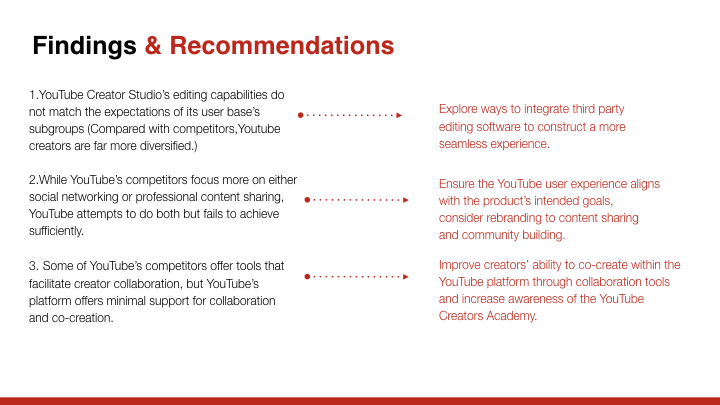 Findings & Recommendations
1.YouTube Creator Studio’s editing capabilities do
not match the expectations of its user base’s
subgroups (Compared with competitors,Youtube
creators are far more diversified.)
Explore ways to integrate third party
editing software to construct a more
seamless experience.
2.While YouTube’s competitors focus more on either
social networking or professional content sharing,
YouTube attempts to do both but fails to achieve
sufficiently.
Ensure the YouTube user experience aligns
with the product’s intended goals,
consider rebranding to content sharing
and community building.
3. Some of YouTube’s competitors offer tools that
facilitate creator collaboration, but YouTube’s
platform offers minimal support for collaboration
and co-creation.
Improve creators’ ability to co-create within the
YouTube platform through collaboration tools
and increase awareness of the YouTube
Creators Academy.